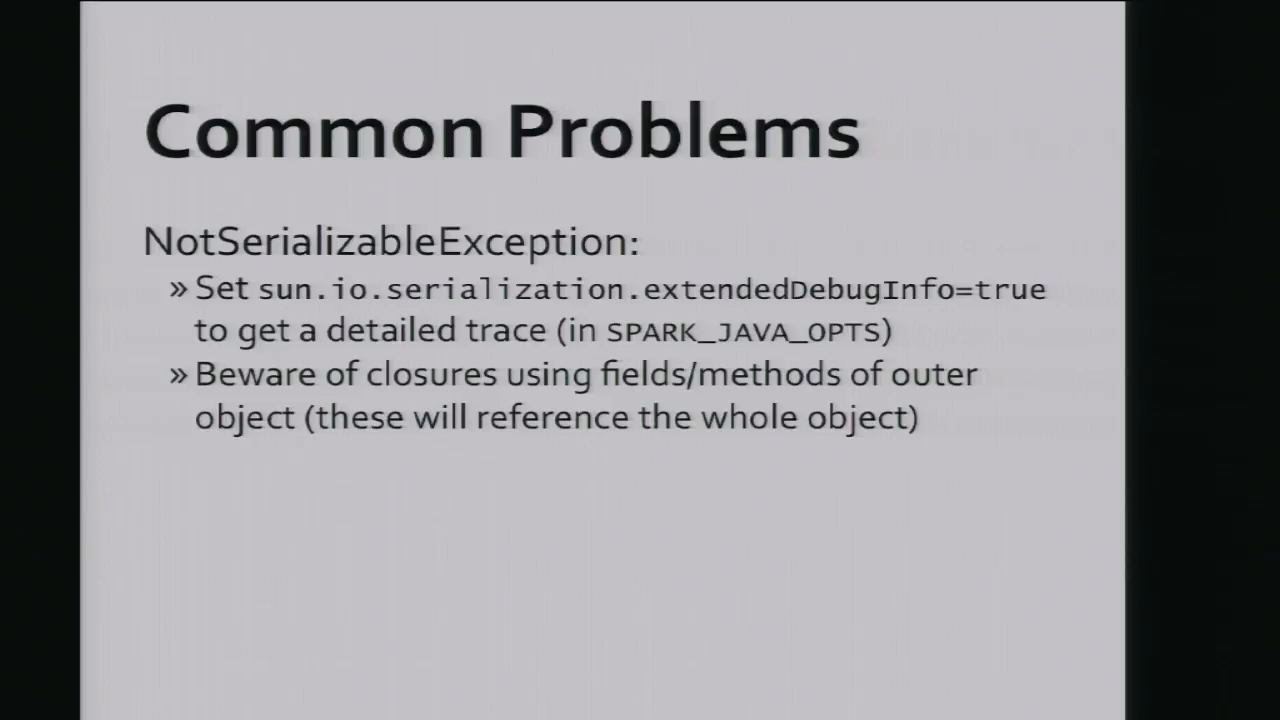 Common Problems
NotSerializableException:
» Set sun.io.serialization.extendedDebugInfo=true
to get a detailed trace (in SPARK_JAVA_OPTS)
» Beware of closures using fields/methods of outer
object (these will reference the whole object)